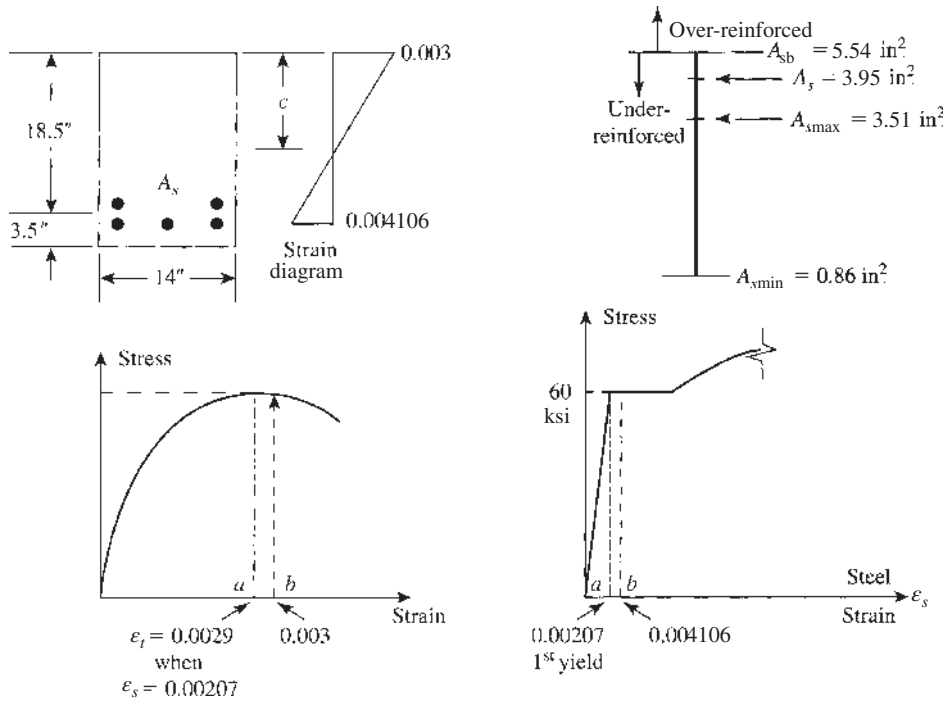 0.003
c
18.5"
A_s
3.5"
14"
0.004106
Strain
diagram
Over-reinforced
A_sb = 5.54 in²
A_s = 3.95 in²
Under-
reinforced
A_smax = 3.51 in²
A_smin = 0.86 in²
Stress
a
b
Strain
ε_t = 0.0029
when
ε_s = 0.00207
0.003
Stress
60
ksi
a
b
Steel
Strain
ε_s
0.00207
1st yield
0.004106